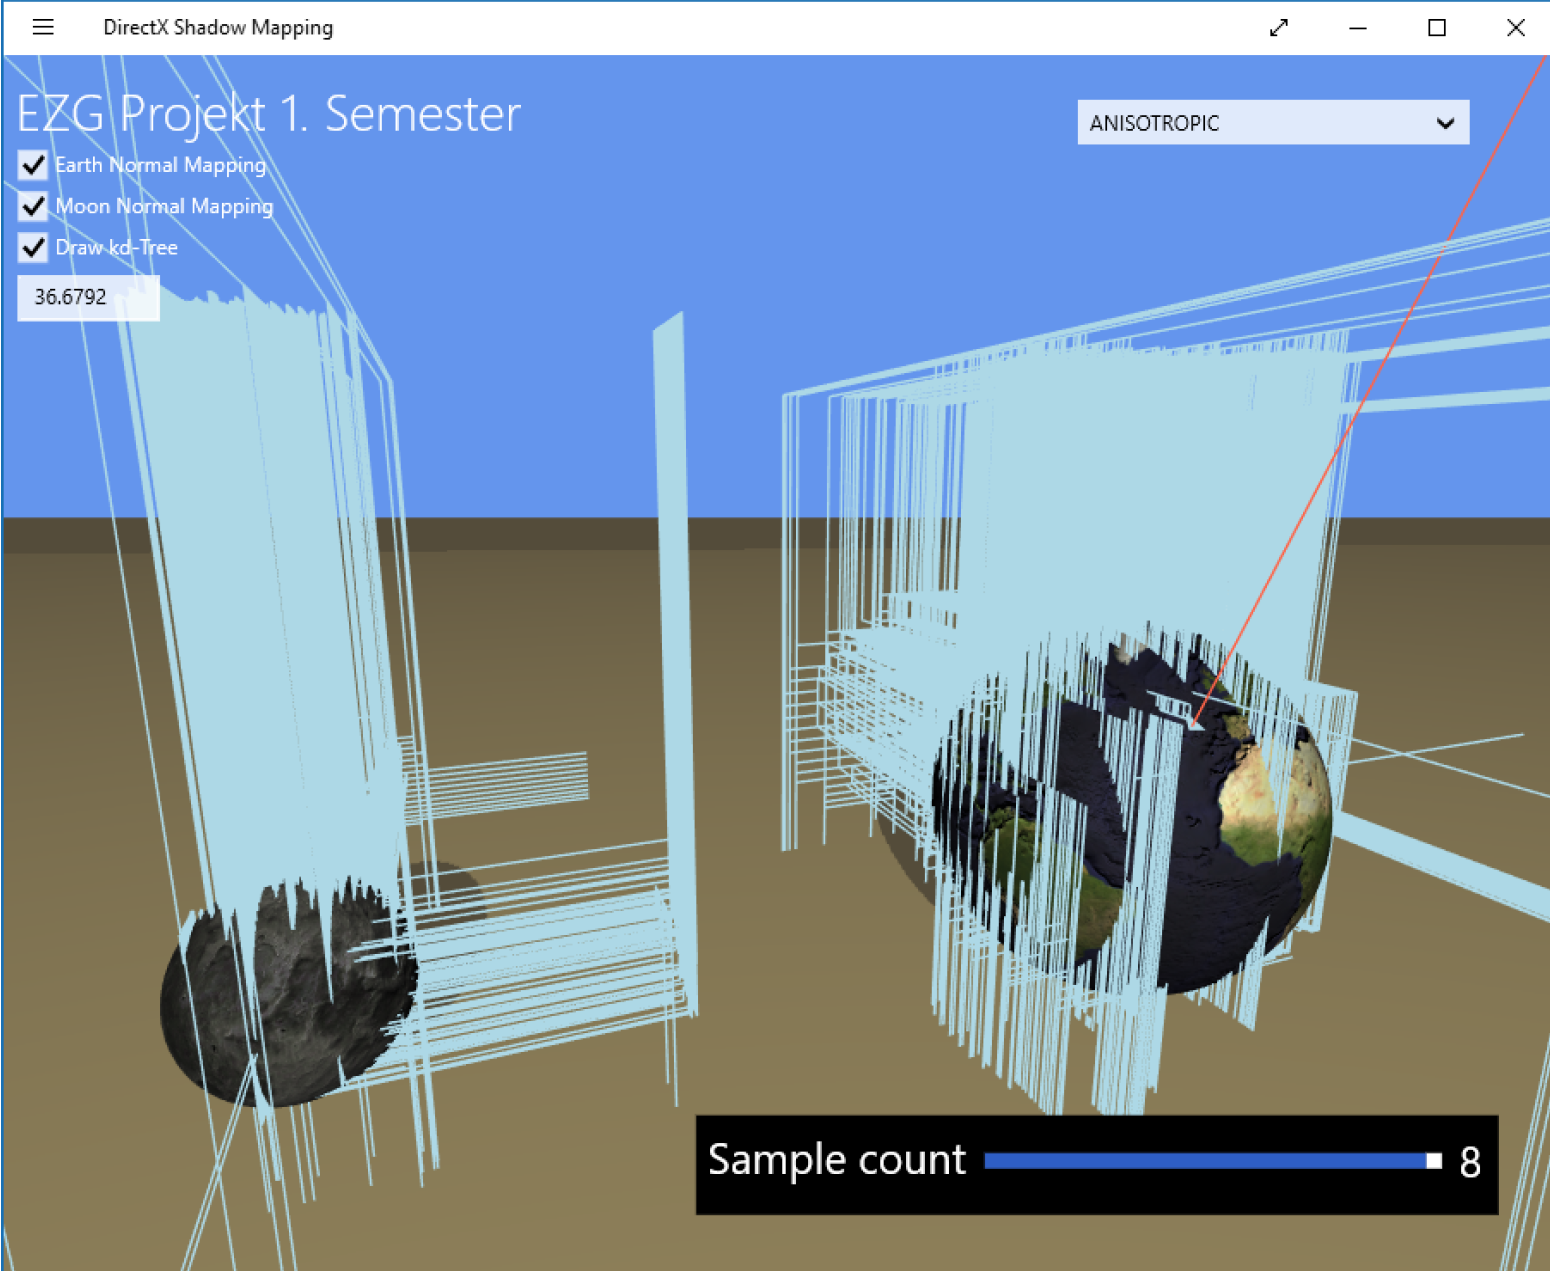 DirectX Shadow Mapping
EZG Projekt 1. Semester
ANISOTROPIC
Earth Normal Mapping
Moon Normal Mapping
Draw kd-Tree
36.6792
Sample count 8